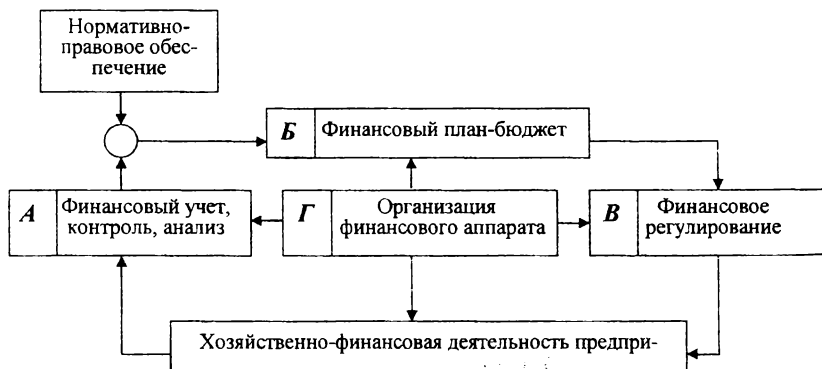 Нормативно-
правовое обес-
печение
Б Финансовый план-бюджет
А Финансовый учет,
контроль, анализ
Г Организация
финансового аппарата
В Финансовое
регулирование
Хозяйственно-финансовая деятельность предпри-